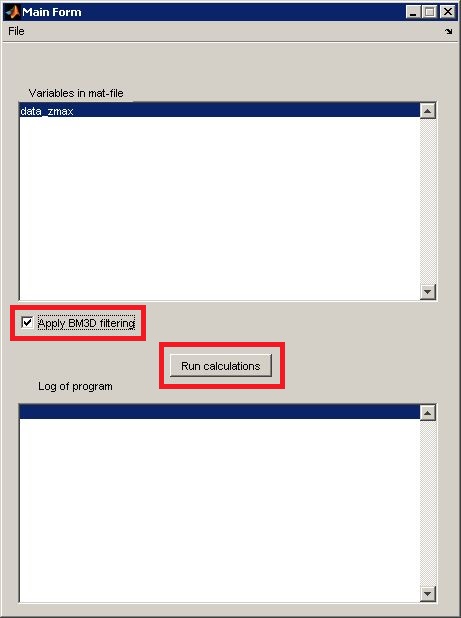 Main Form
File
Variables in mat-file
data_zmax
Apply BM3D filtering
Run calculations
Log of program